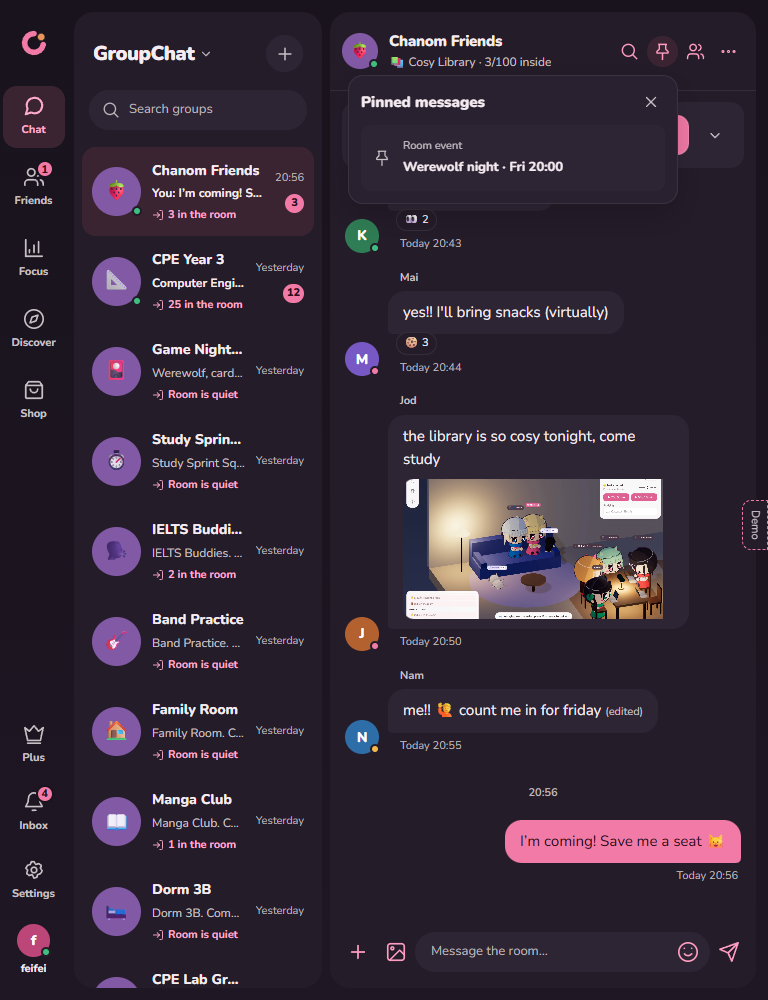 Chat
1
Friends
Focus
Discover
Shop
Plus
4
Inbox
Settings
f
feifei
GroupChat
Search groups
Chanom Friends
20:56
You: I'm coming! S...
3
3 in the room
CPE Year 3
Yesterday
Computer Engi...
12
25 in the room
Game Night...
Yesterday
Werewolf, card...
Room is quiet
Study Sprin...
Yesterday
Study Sprint Sq...
Room is quiet
IELTS Buddi...
Yesterday
IELTS Buddies. ...
2 in the room
Band Practice
Yesterday
Band Practice. ...
Room is quiet
Family Room
Yesterday
Family Room. C...
Room is quiet
Manga Club
Yesterday
Manga Club. C...
1 in the room
Dorm 3B
Yesterday
Dorm 3B. Com...
Room is quiet
CPE Lab Gr...
Chanom Friends
Cosy Library · 3/100 inside
Pinned messages
Room event
Werewolf night · Fri 20:00
2
K
Today 20:43
Mai
yes!! I'll bring snacks (virtually)
3
M
Today 20:44
Jod
the library is so cosy tonight, come
study
J
Today 20:50
Nam
me!! 🙋 count me in for friday (edited)
N
Today 20:55
20:56
I'm coming! Save me a seat 😺
Today 20:56
Message the room...
Demo